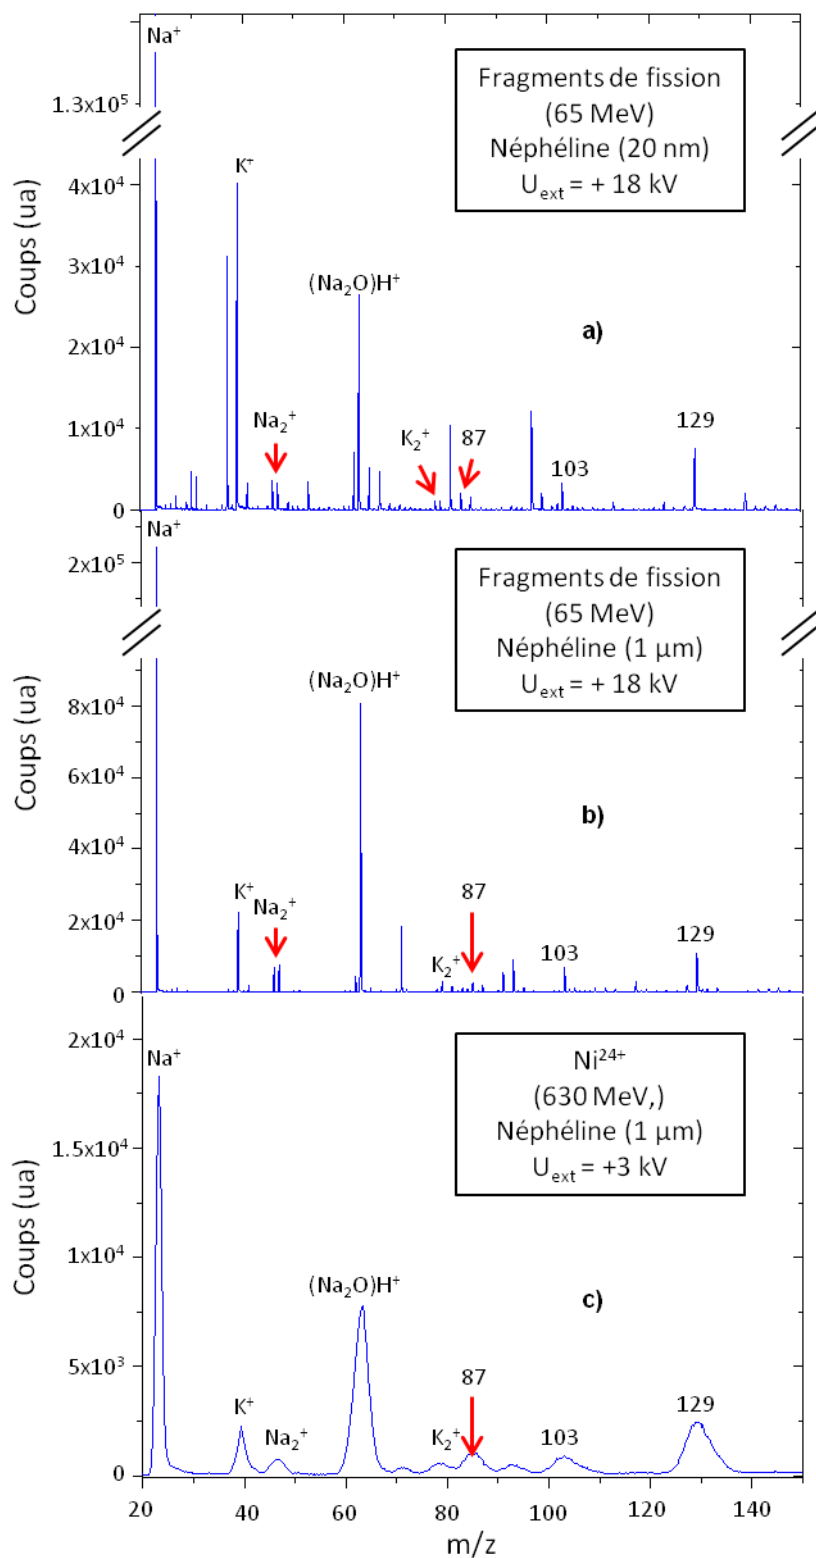 Na⁺
1.3x10⁵
Fragments de fission
(65 MeV)
Néphéline (20 nm)
Uₑₓₜ = + 18 kV
Coups (ua)
K⁺
4x10⁴
3x10⁴
(Na₂O)H⁺
a)
2x10⁴
Na₂⁺
K₂⁺
87
129
1x10⁴
103
0
Na⁺
2x10⁵
Fragments de fission
(65 MeV)
Néphéline (1 µm)
Uₑₓₜ = + 18 kV
Coups (ua)
(Na₂O)H⁺
8x10⁴
6x10⁴
b)
4x10⁴
K⁺
Na₂⁺
87
2x10⁴
K₂⁺
103
129
0
2x10⁴
Na⁺
Ni²⁴⁺
(630 MeV,)
Néphéline (1 µm)
Uₑₓₜ = +3 kV
Coups (ua)
1.5x10⁴
1x10⁴
(Na₂O)H⁺
c)
5x10³
K⁺
Na₂⁺
K₂⁺
87
103
129
0
20 40 60 80 100 120 140
m/z